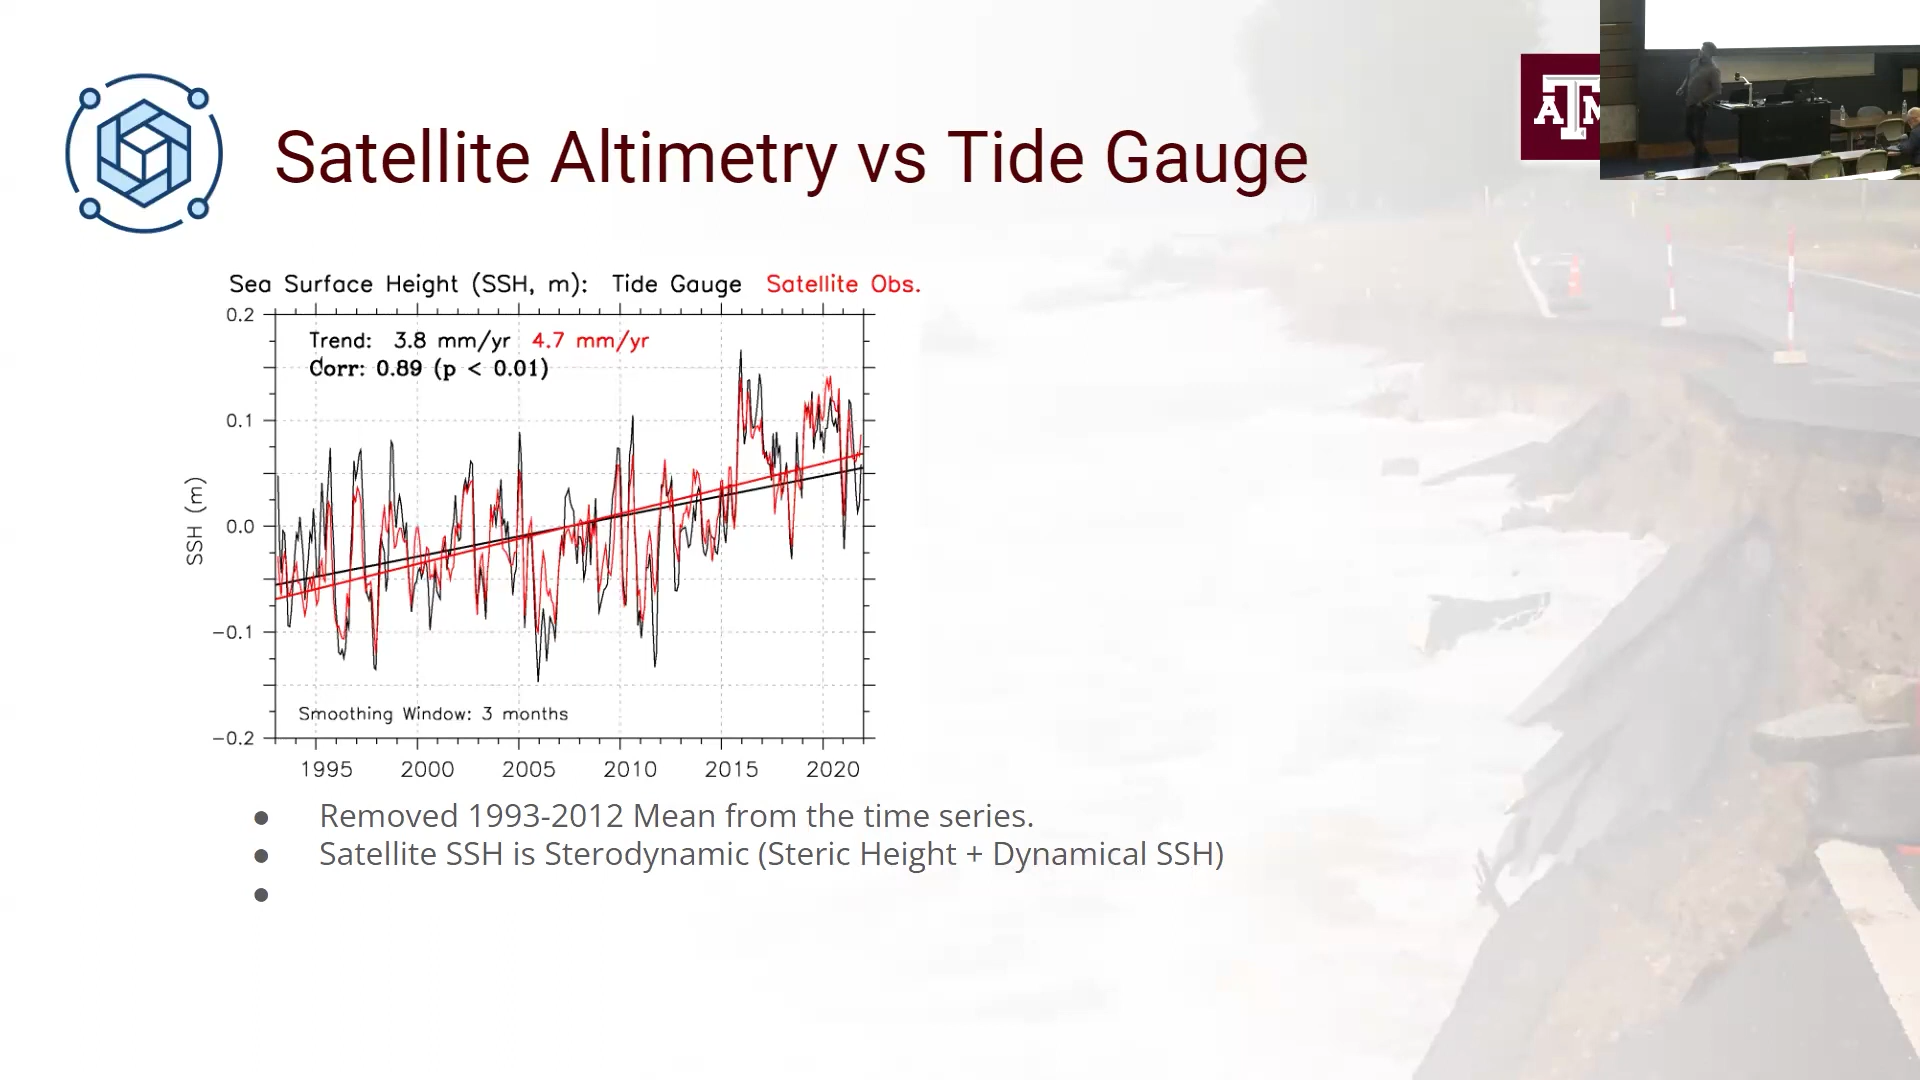 Satellite Altimetry vs Tide Gauge
ATM
Sea Surface Height (SSH, m): Tide Gauge Satellite Obs.
Trend: 3.8 mm/yr 4.7 mm/yr
Corr: 0.89 (p < 0.01)
0.2
0.1
0.0
−0.1
−0.2
SSH (m)
Smoothing Window: 3 months
1995 2000 2005 2010 2015 2020
● Removed 1993-2012 Mean from the time series.
● Satellite SSH is Sterodynamic (Steric Height + Dynamical SSH)
●